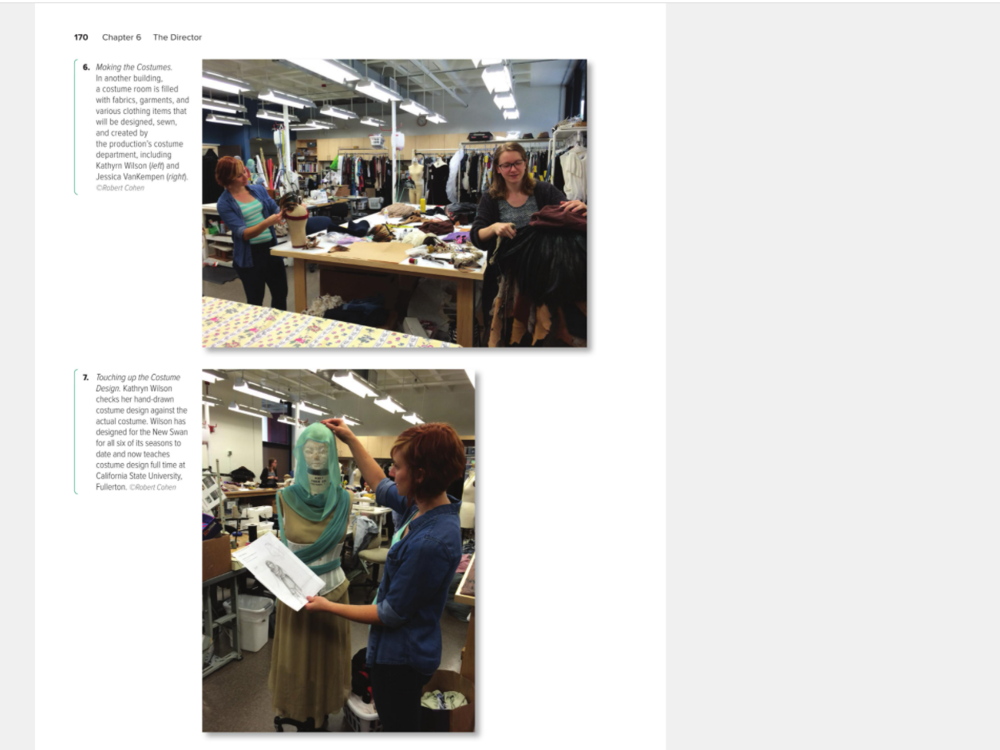 170 Chapter 6 The Director
6. Making the Costumes.
In another building,
a costume room is filled
with fabrics, garments, and
various clothing items that
will be designed, sewn,
and created by
the production's costume
department, including
Kathyrn Wilson (left) and
Jessica VanKempen (right).
©Robert Cohen
7. Touching up the Costume
Design. Kathryn Wilson
checks her hand-drawn
costume design against the
actual costume. Wilson has
designed for the New Swan
for all six of its seasons to
date and now teaches
costume design full time at
California State University,
Fullerton. ©Robert Cohen